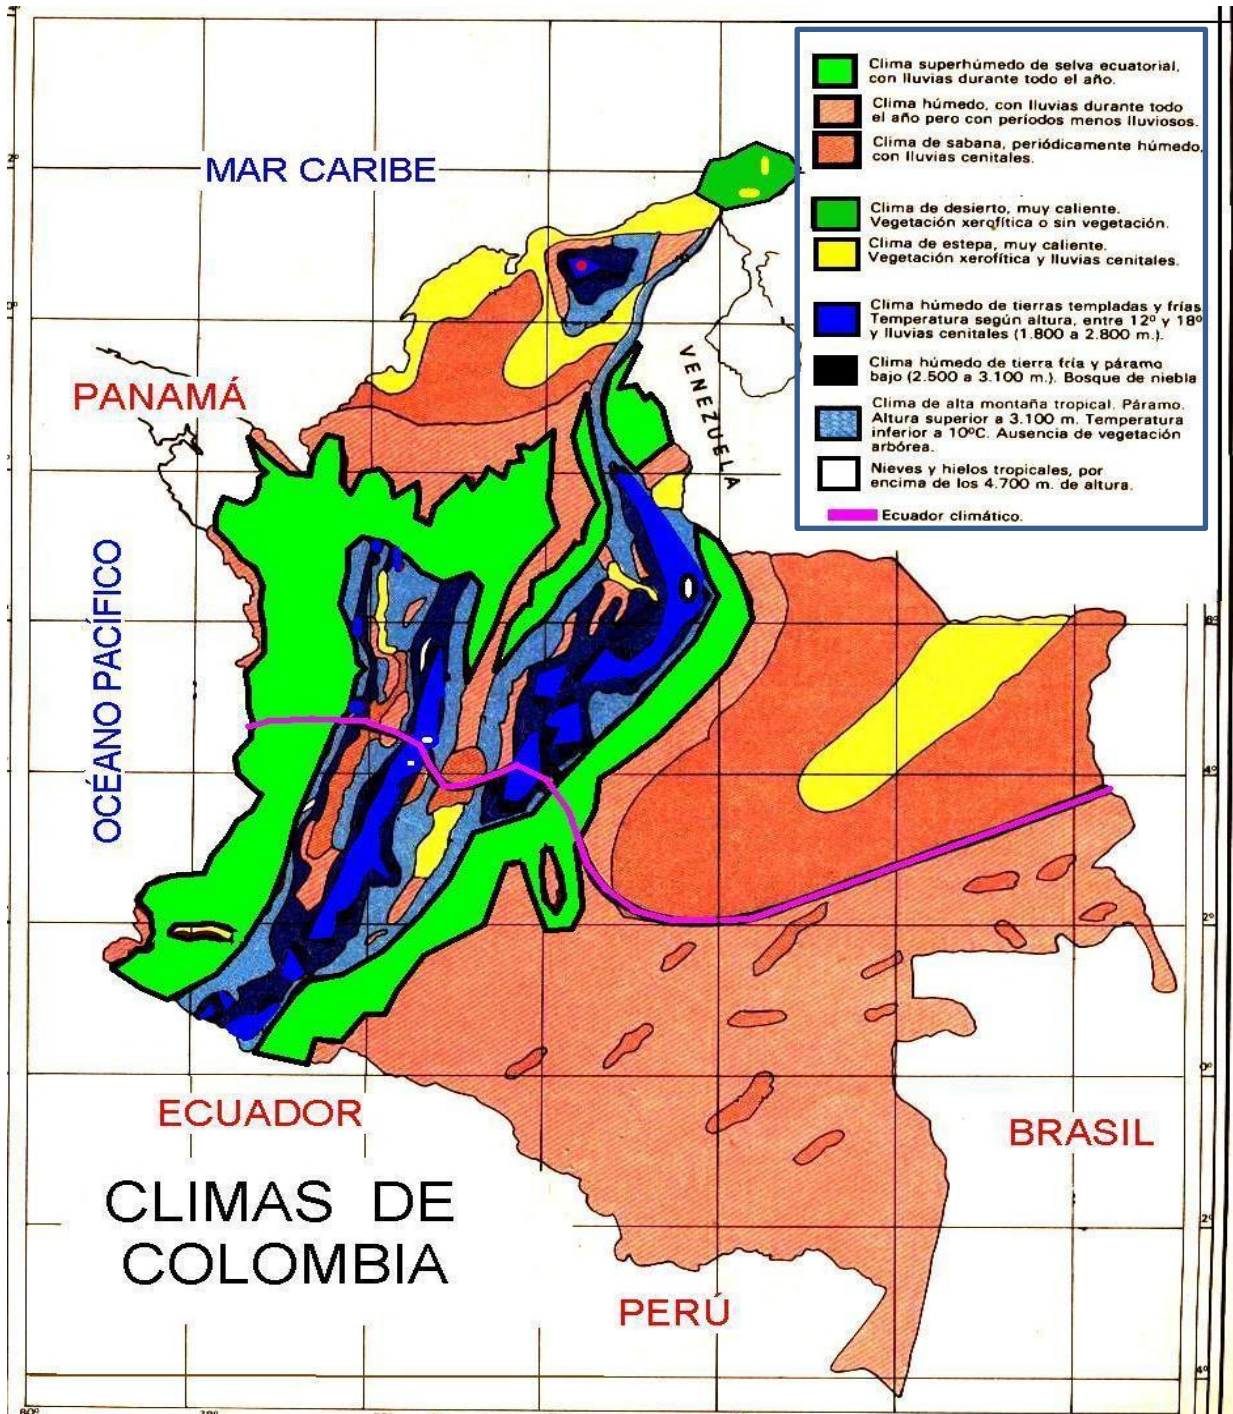 Clima superhúmedo de selva ecuatorial,
con lluvias durante todo el año.
Clima húmedo, con lluvias durante todo
el año pero con períodos menos lluviosos.
Clima de sabana, periódicamente húmedo,
con lluvias cenitales.
Clima de desierto, muy caliente.
Vegetación xerofítica o sin vegetación.
Clima de estepa, muy caliente.
Vegetación xerofítica y lluvias cenitales.
Clima húmedo de tierras templadas y frías.
Temperatura según altura, entre 12º y 18º
y lluvias cenitales (1.800 a 2.800 m.).
Clima húmedo de tierra fría y páramo
bajo (2.500 a 3.100 m.). Bosque de niebla
Clima de alta montaña tropical. Páramo.
Altura superior a 3.100 m. Temperatura
inferior a 10ºC. Ausencia de vegetación
arbórea.
Nieves y hielos tropicales, por
encima de los 4.700 m. de altura.
Ecuador climático.
MAR CARIBE
PANAMÁ
VENEZUELA
OCÉANO PACÍFICO
4º
2º
0º
ECUADOR
BRASIL
CLIMAS DE
COLOMBIA
2º
PERÚ
4º